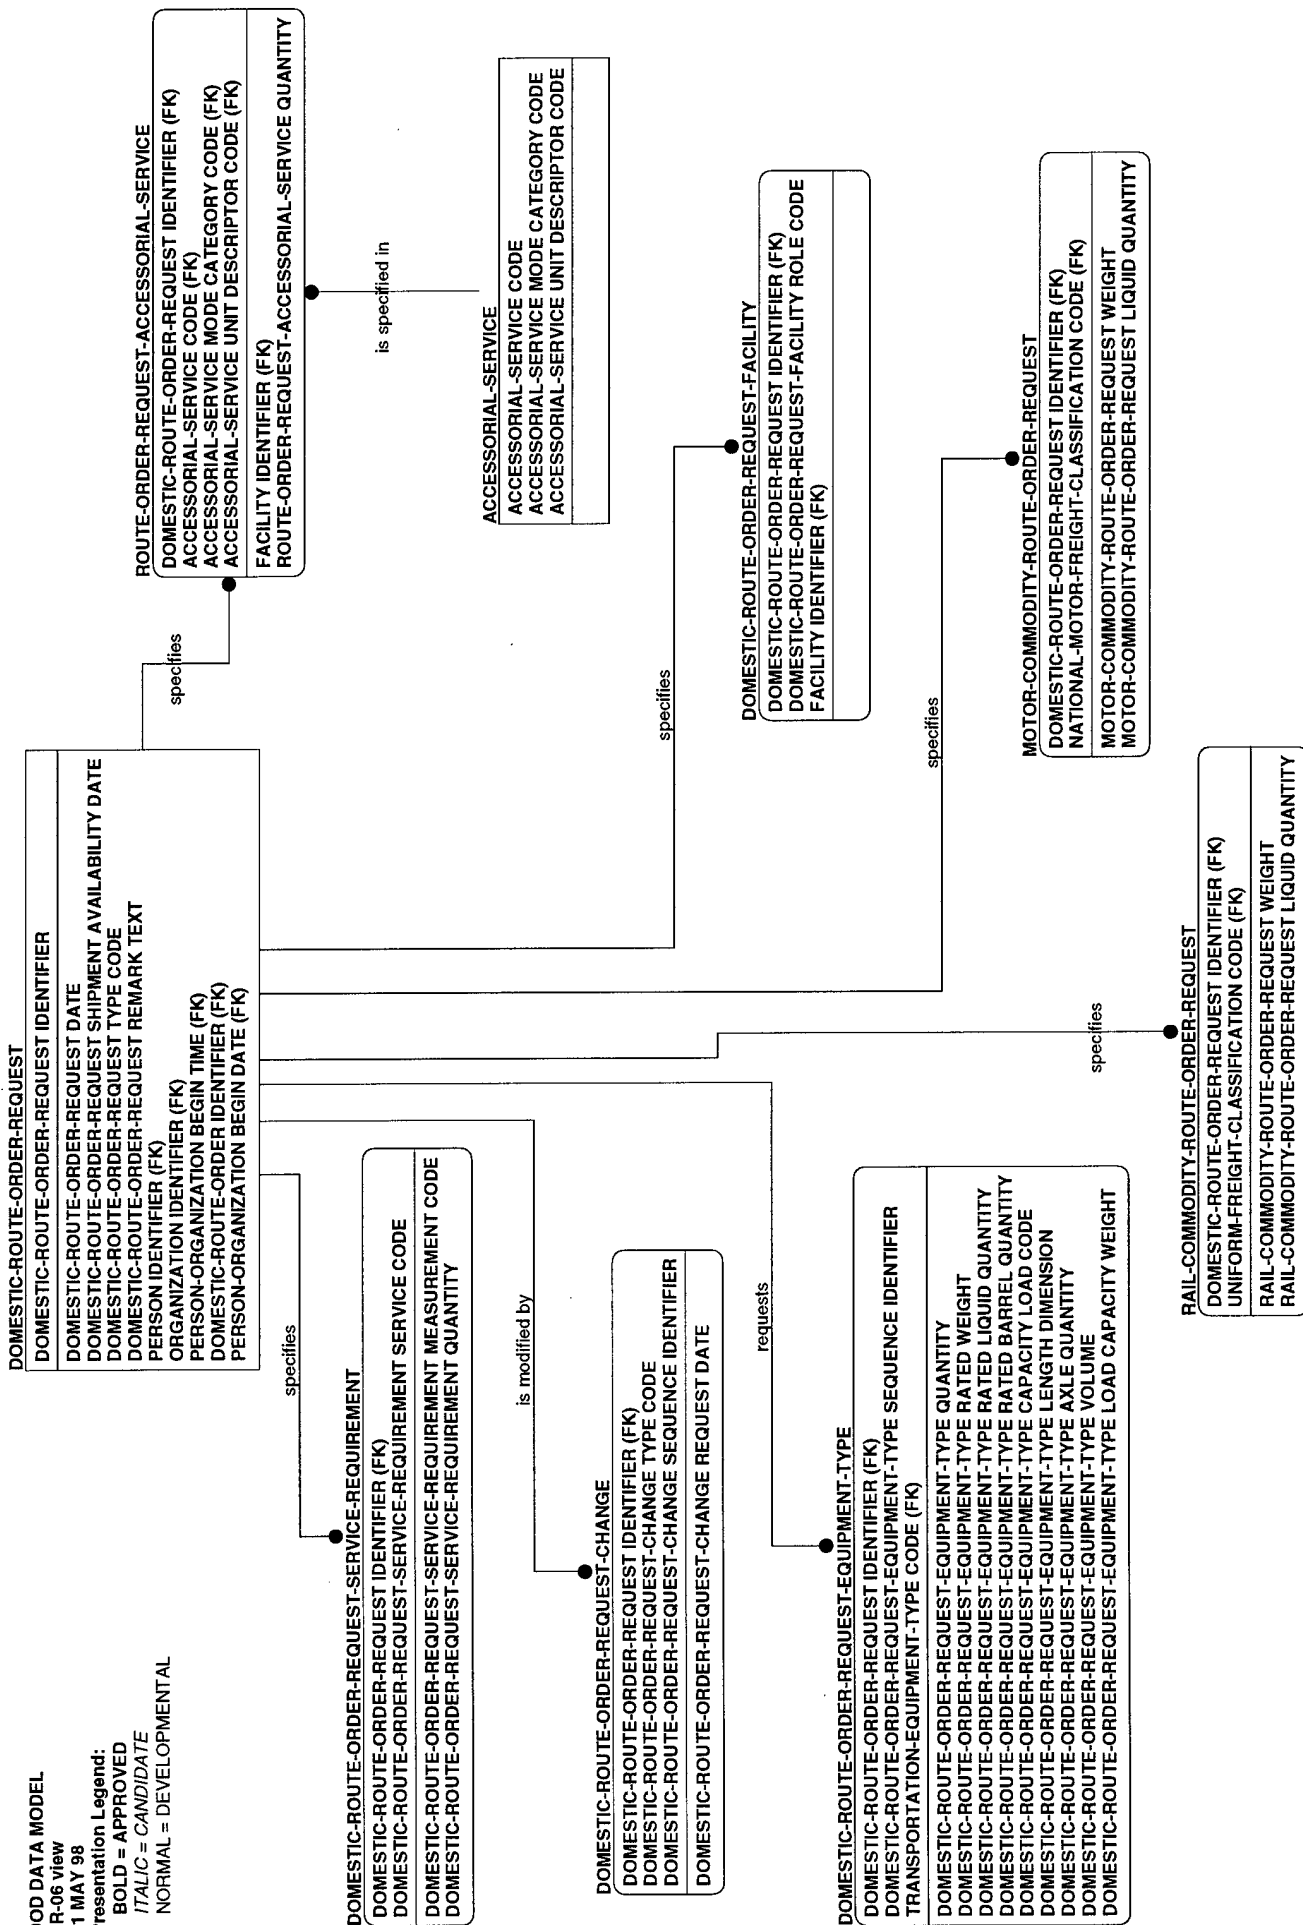 OOD DATA MODEL
R-06 view
1 MAY 98
resentation Legend:
BOLD = APPROVED
ITALIC = CANDIDATE
NORMAL = DEVELOPMENTAL
DOMESTIC-ROUTE-ORDER-REQUEST
DOMESTIC-ROUTE-ORDER-REQUEST IDENTIFIER
DOMESTIC-ROUTE-ORDER-REQUEST DATE
DOMESTIC-ROUTE-ORDER-REQUEST SHIPMENT AVAILABILITY DATE
DOMESTIC-ROUTE-ORDER-REQUEST TYPE CODE
DOMESTIC-ROUTE-ORDER-REQUEST REMARK TEXT
PERSON IDENTIFIER (FK)
ORGANIZATION IDENTIFIER (FK)
PERSON-ORGANIZATION BEGIN TIME (FK)
DOMESTIC-ROUTE-ORDER IDENTIFIER (FK)
PERSON-ORGANIZATION BEGIN DATE (FK)
specifies
ROUTE-ORDER-REQUEST-ACCESSORIAL-SERVICE
DOMESTIC-ROUTE-ORDER-REQUEST IDENTIFIER (FK)
ACCESSORIAL-SERVICE CODE (FK)
ACCESSORIAL-SERVICE MODE CATEGORY CODE (FK)
ACCESSORIAL-SERVICE UNIT DESCRIPTOR CODE (FK)
FACILITY IDENTIFIER (FK)
ROUTE-ORDER-REQUEST-ACCESSORIAL-SERVICE QUANTITY
is specified in
ACCESSORIAL-SERVICE
ACCESSORIAL-SERVICE CODE
ACCESSORIAL-SERVICE MODE CATEGORY CODE
ACCESSORIAL-SERVICE UNIT DESCRIPTOR CODE
specifies
DOMESTIC-ROUTE-ORDER-REQUEST-SERVICE-REQUIREMENT
DOMESTIC-ROUTE-ORDER-REQUEST IDENTIFIER (FK)
DOMESTIC-ROUTE-ORDER-REQUEST-SERVICE-REQUIREMENT SERVICE CODE
DOMESTIC-ROUTE-ORDER-REQUEST-SERVICE-REQUIREMENT MEASUREMENT CODE
DOMESTIC-ROUTE-ORDER-REQUEST-SERVICE-REQUIREMENT QUANTITY
is modified by
DOMESTIC-ROUTE-ORDER-REQUEST-CHANGE
DOMESTIC-ROUTE-ORDER-REQUEST IDENTIFIER (FK)
DOMESTIC-ROUTE-ORDER-REQUEST-CHANGE TYPE CODE
DOMESTIC-ROUTE-ORDER-REQUEST-CHANGE SEQUENCE IDENTIFIER
DOMESTIC-ROUTE-ORDER-REQUEST-CHANGE REQUEST DATE
specifies
DOMESTIC-ROUTE-ORDER-REQUEST-FACILITY
DOMESTIC-ROUTE-ORDER-REQUEST IDENTIFIER (FK)
DOMESTIC-ROUTE-ORDER-REQUEST-FACILITY ROLE CODE
FACILITY IDENTIFIER (FK)
requests
DOMESTIC-ROUTE-ORDER-REQUEST-EQUIPMENT-TYPE
DOMESTIC-ROUTE-ORDER-REQUEST IDENTIFIER (FK)
DOMESTIC-ROUTE-ORDER-REQUEST-EQUIPMENT-TYPE SEQUENCE IDENTIFIER
TRANSPORTATION-EQUIPMENT-TYPE CODE (FK)
DOMESTIC-ROUTE-ORDER-REQUEST-EQUIPMENT-TYPE QUANTITY
DOMESTIC-ROUTE-ORDER-REQUEST-EQUIPMENT-TYPE RATED WEIGHT
DOMESTIC-ROUTE-ORDER-REQUEST-EQUIPMENT-TYPE RATED LIQUID QUANTITY
DOMESTIC-ROUTE-ORDER-REQUEST-EQUIPMENT-TYPE RATED BARREL QUANTITY
DOMESTIC-ROUTE-ORDER-REQUEST-EQUIPMENT-TYPE CAPACITY LOAD CODE
DOMESTIC-ROUTE-ORDER-REQUEST-EQUIPMENT-TYPE LENGTH DIMENSION
DOMESTIC-ROUTE-ORDER-REQUEST-EQUIPMENT-TYPE AXLE QUANTITY
DOMESTIC-ROUTE-ORDER-REQUEST-EQUIPMENT-TYPE VOLUME
DOMESTIC-ROUTE-ORDER-REQUEST-EQUIPMENT-TYPE LOAD CAPACITY WEIGHT
specifies
MOTOR-COMMODITY-ROUTE-ORDER-REQUEST
DOMESTIC-ROUTE-ORDER-REQUEST IDENTIFIER (FK)
NATIONAL-MOTOR-FREIGHT-CLASSIFICATION CODE (FK)
MOTOR-COMMODITY-ROUTE-ORDER-REQUEST WEIGHT
MOTOR-COMMODITY-ROUTE-ORDER-REQUEST LIQUID QUANTITY
specifies
RAIL-COMMODITY-ROUTE-ORDER-REQUEST
DOMESTIC-ROUTE-ORDER-REQUEST IDENTIFIER (FK)
UNIFORM-FREIGHT-CLASSIFICATION CODE (FK)
RAIL-COMMODITY-ROUTE-ORDER-REQUEST WEIGHT
RAIL-COMMODITY-ROUTE-ORDER-REQUEST LIQUID QUANTITY